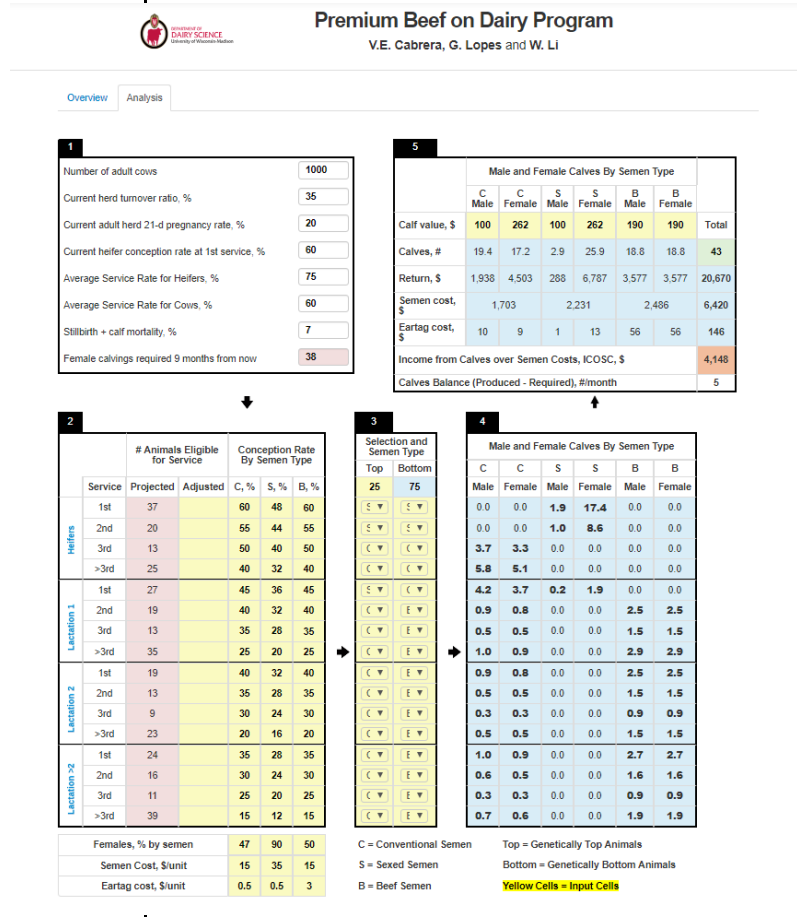 DEPARTMENT OF
DAIRY SCIENCE
University of Wisconsin-Madison
Premium Beef on Dairy Program
V.E. Cabrera, G. Lopes and W. Li
Overview Analysis
1
Number of adult cows 1000
Current herd turnover ratio, % 35
Current adult herd 21-d pregnancy rate, % 20
Current heifer conception rate at 1st service, % 60
Average Service Rate for Heifers, % 75
Average Service Rate for Cows, % 60
Stillbirth + calf mortality, % 7
Female calvings required 9 months from now 38
5
Male and Female Calves By Semen Type
C Male C Female S Male S Female B Male B Female
Calf value, $ 100 262 100 262 190 190 Total
Calves, # 19.4 17.2 2.9 25.9 18.8 18.8 43
Return, $ 1,938 4,503 288 6,787 3,577 3,577 20,670
Semen cost, $ 1,703 2,231 2,486 6,420
Eartag cost, $ 10 9 1 13 56 56 146
Income from Calves over Semen Costs, ICOSC, $ 4,148
Calves Balance (Produced - Required), #/month 5
2
# Animals Eligible for Service Conception Rate By Semen Type
Service Projected Adjusted C, % S, % B, %
Heifers
1st 37 60 48 60
2nd 20 55 44 55
3rd 13 50 40 50
>3rd 25 40 32 40
Lactation 1
1st 27 45 36 45
2nd 19 40 32 40
3rd 13 35 28 35
>3rd 35 25 20 25
Lactation 2
1st 19 40 32 40
2nd 13 35 28 35
3rd 9 30 24 30
>3rd 23 20 16 20
Lactation >2
1st 24 35 28 35
2nd 16 30 24 30
3rd 11 25 20 25
>3rd 39 15 12 15
Females, % by semen 47 90 50
Semen Cost, $/unit 15 35 15
Eartag cost, $/unit 0.5 0.5 3
3
Selection and Semen Type
Top Bottom
25 75
4
Male and Female Calves By Semen Type
C C S S B B
Male Female Male Female Male Female
0.0 0.0 1.9 17.4 0.0 0.0
0.0 0.0 1.0 8.6 0.0 0.0
3.7 3.3 0.0 0.0 0.0 0.0
5.8 5.1 0.0 0.0 0.0 0.0
4.2 3.7 0.2 1.9 0.0 0.0
0.9 0.8 0.0 0.0 2.5 2.5
0.5 0.5 0.0 0.0 1.5 1.5
1.0 0.9 0.0 0.0 2.9 2.9
0.9 0.8 0.0 0.0 2.5 2.5
0.5 0.5 0.0 0.0 1.5 1.5
0.3 0.3 0.0 0.0 0.9 0.9
0.5 0.5 0.0 0.0 1.5 1.5
1.0 0.9 0.0 0.0 2.7 2.7
0.6 0.5 0.0 0.0 1.6 1.6
0.3 0.3 0.0 0.0 0.9 0.9
0.7 0.6 0.0 0.0 1.9 1.9
C = Conventional Semen Top = Genetically Top Animals
S = Sexed Semen Bottom = Genetically Bottom Animals
B = Beef Semen Yellow Cells = Input Cells